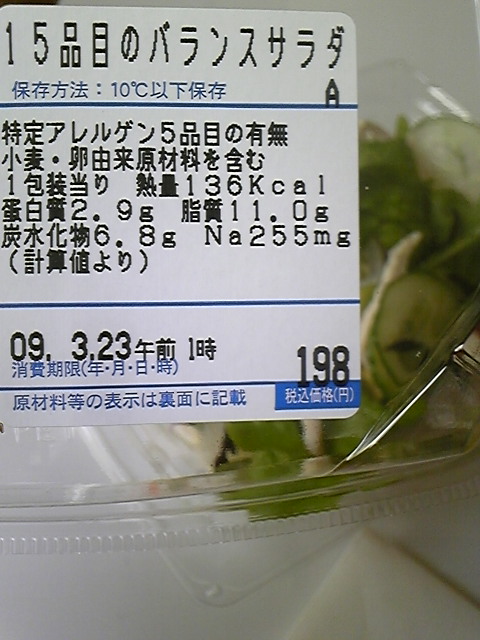 15品目のバランスサラダ
A
保存方法：10℃以下保存
特定アレルゲン5品目の有無
小麦・卵由来原材料を含む
1包装当り 熱量136Kcal
蛋白質2.9g 脂質11.0g
炭水化物6.8g Na255mg
(計算値より)
09. 3.23午前 1時
消費期限(年・月・日・時)
198
税込価格(円)
原材料等の表示は裏面に記載